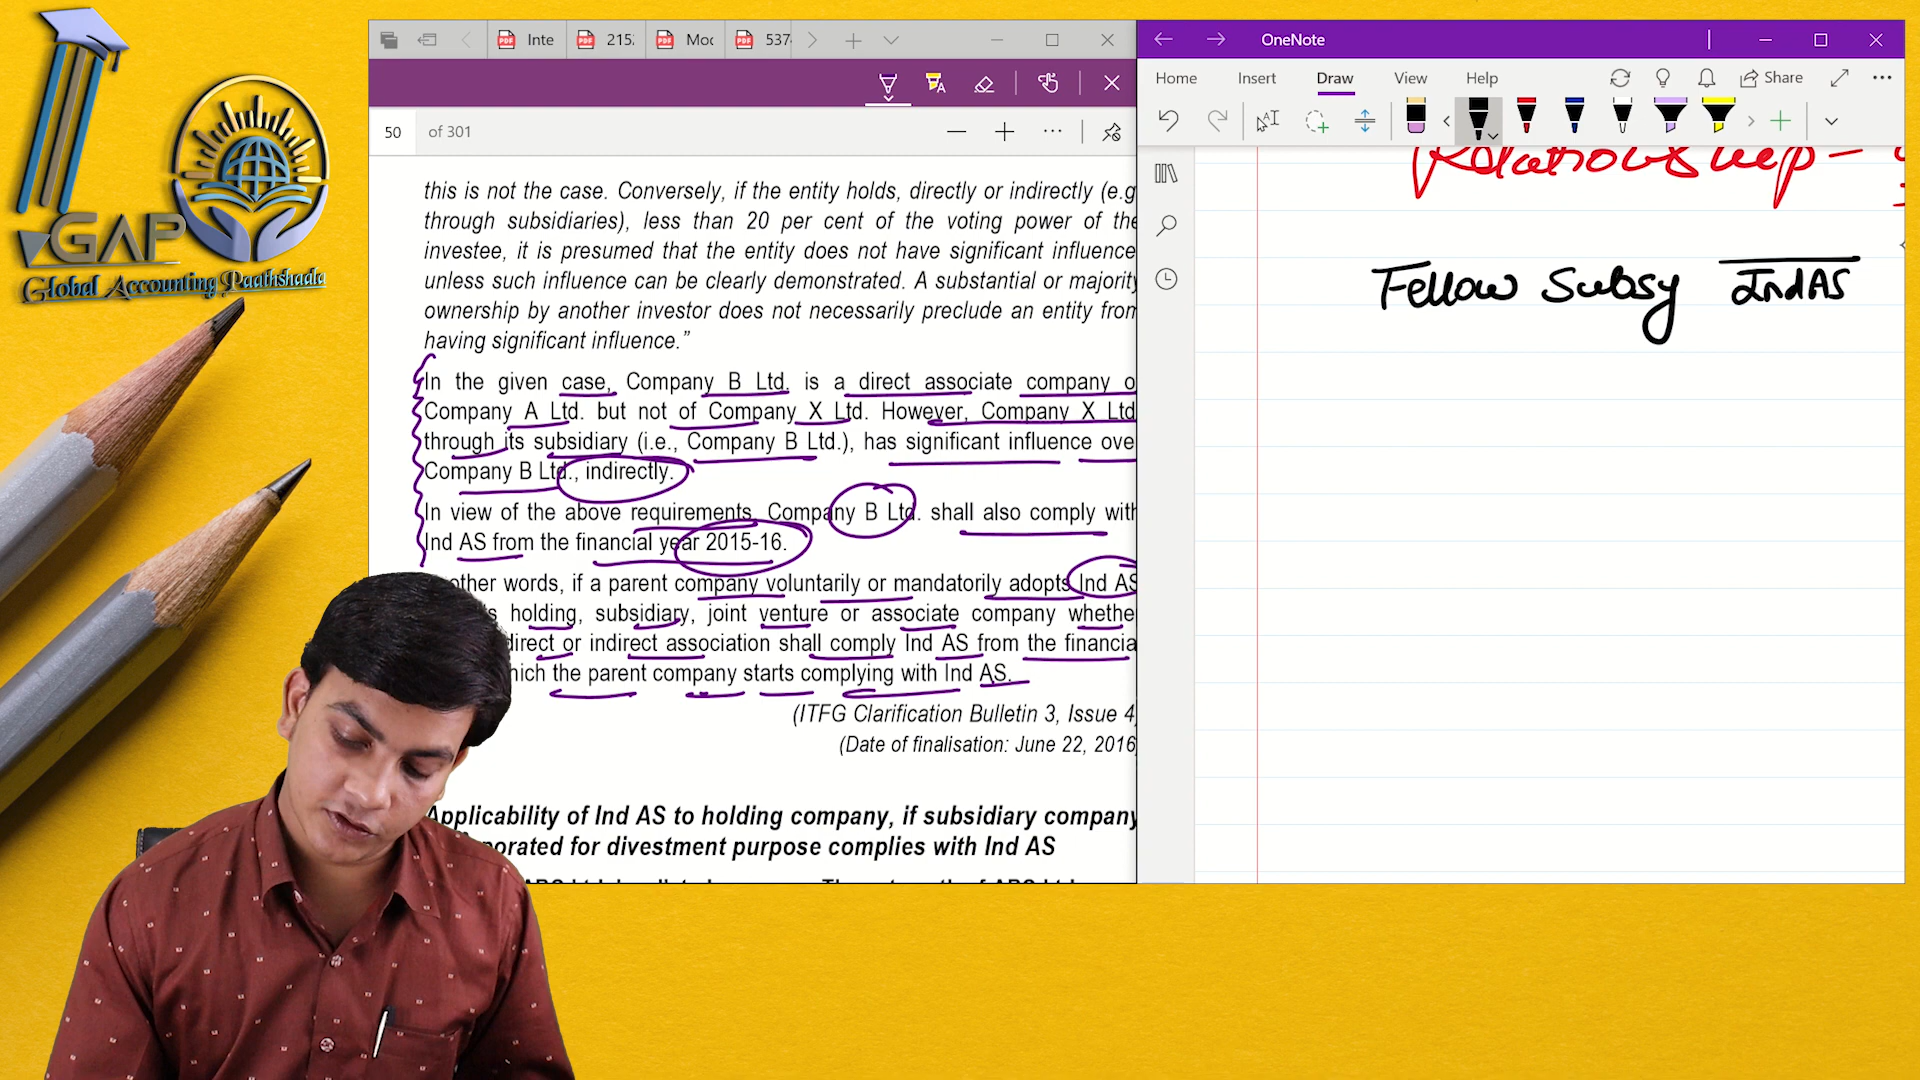 GAP
Global Accounting Paathshaala
Inte
215
Moc
537
50 of 301
this is not the case. Conversely, if the entity holds, directly or indirectly (e.g
through subsidiaries), less than 20 per cent of the voting power of the
investee, it is presumed that the entity does not have significant influence
unless such influence can be clearly demonstrated. A substantial or majority
ownership by another investor does not necessarily preclude an entity from
having significant influence.”
In the given case, Company B Ltd. is a direct associate company o
Company A Ltd. but not of Company X Ltd. However, Company X Ltd
through its subsidiary (i.e., Company B Ltd.), has significant influence ove
Company B Ltd., indirectly.
In view of the above requirements, Company B Ltd. shall also comply with
Ind AS from the financial year 2015-16.
other words, if a parent company voluntarily or mandatorily adopts Ind AS
holding, subsidiary, joint venture or associate company whethe
direct or indirect association shall comply Ind AS from the financia
hich the parent company starts complying with Ind AS.
(ITFG Clarification Bulletin 3, Issue 4
(Date of finalisation: June 22, 2016
Applicability of Ind AS to holding company, if subsidiary company
porated for divestment purpose complies with Ind AS
OneNote
Home Insert Draw View Help Share
Fellow Subsy IndAS